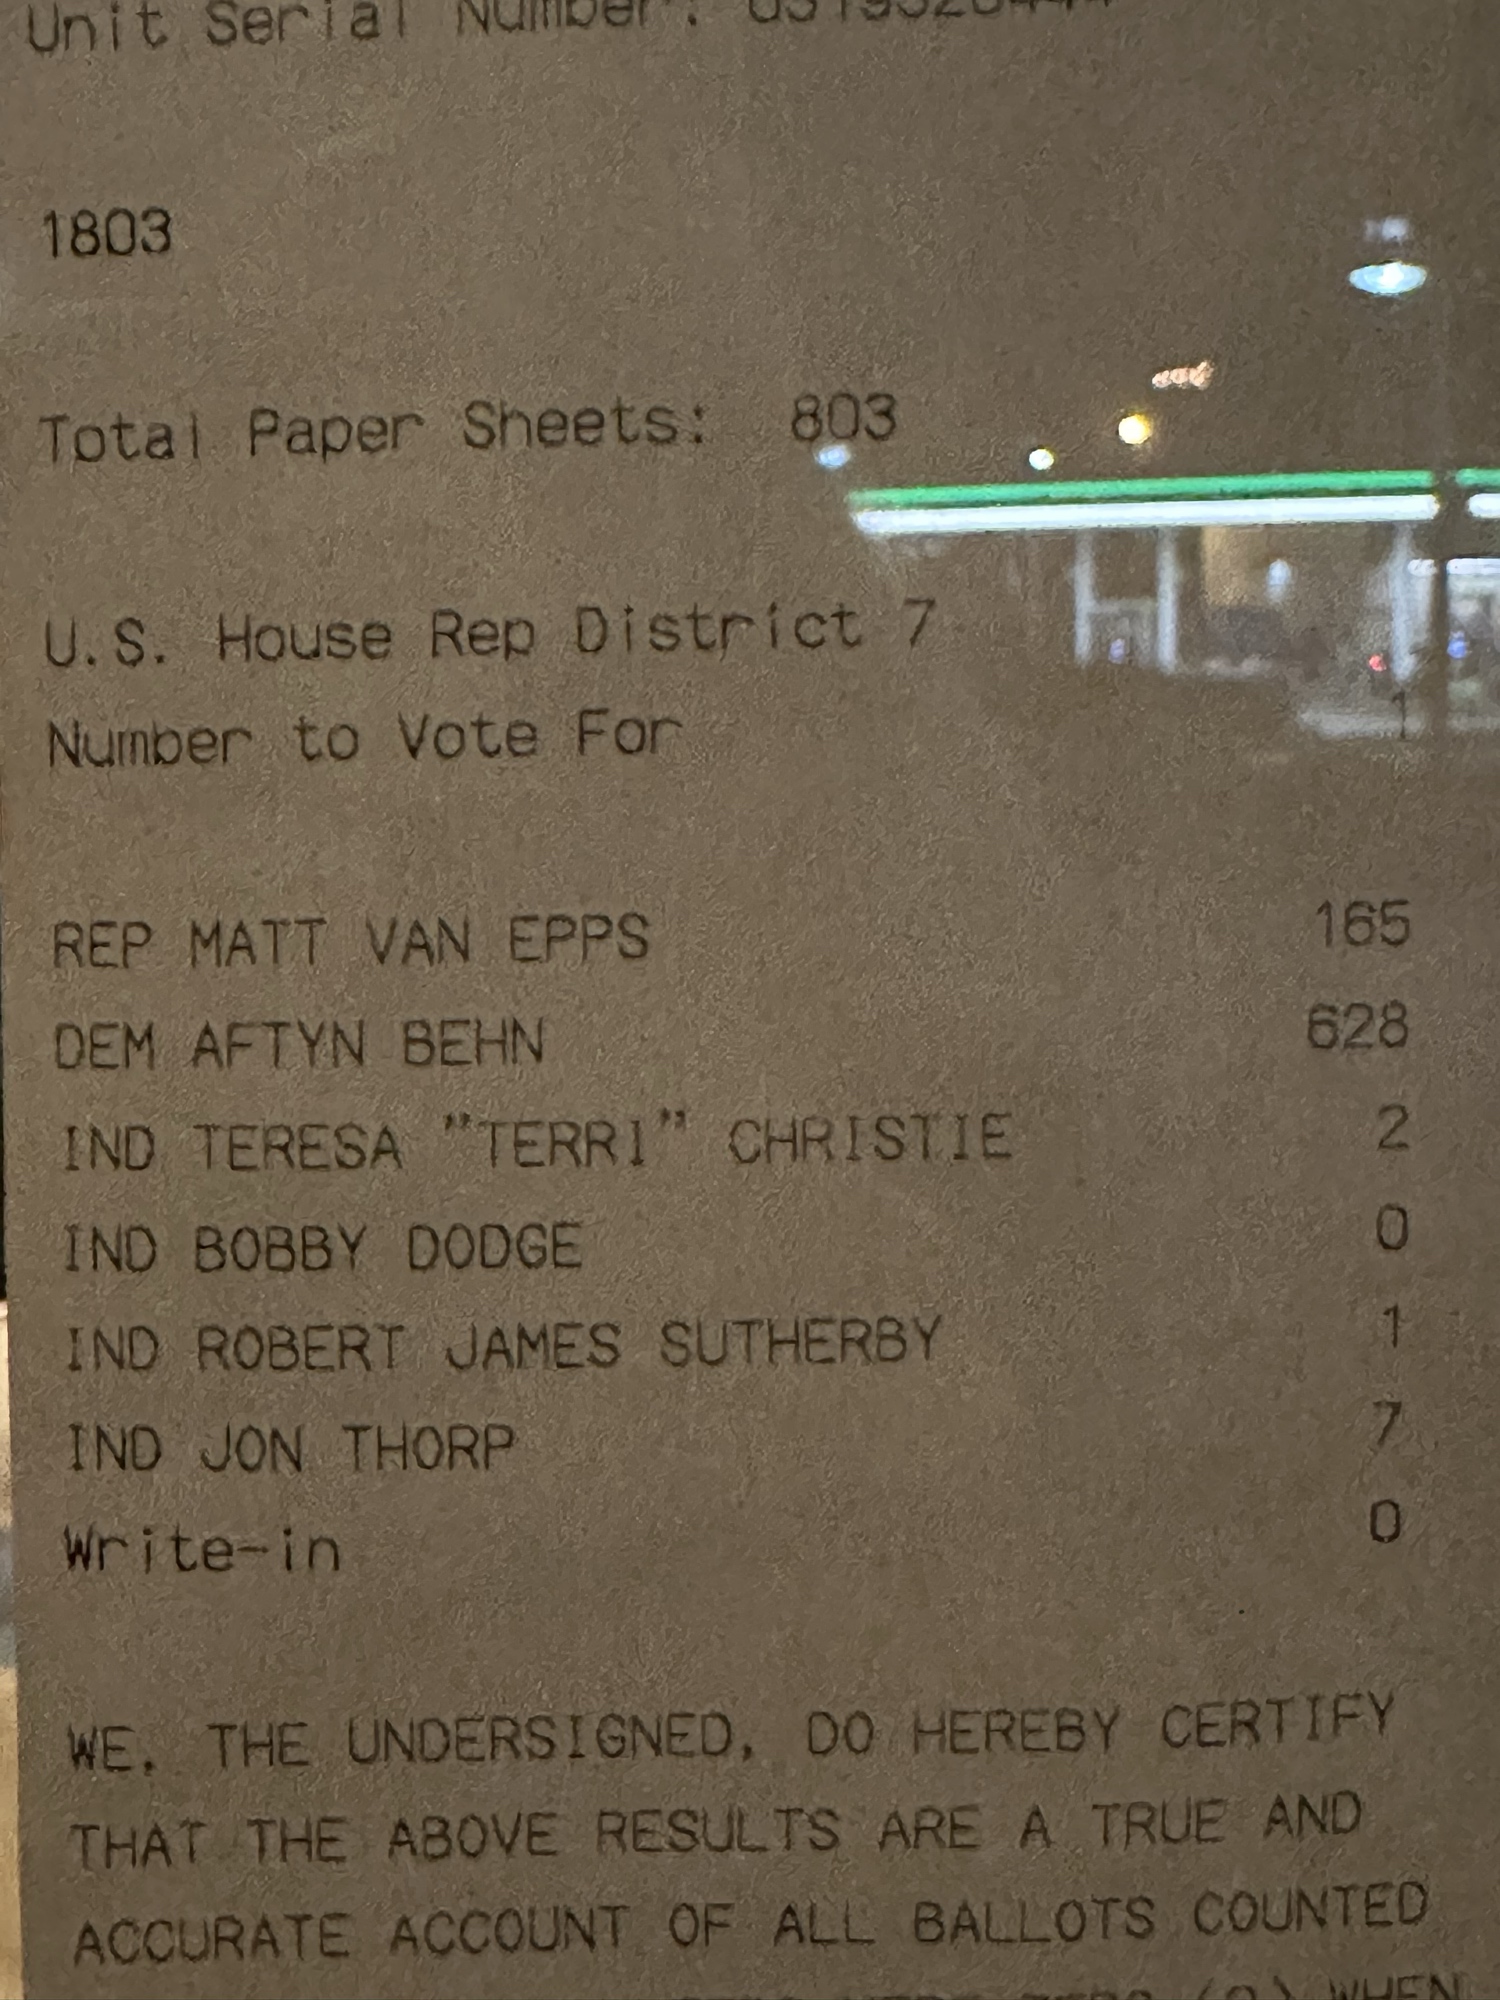 Unit Serial Number:
1803
Total Paper Sheets: 803
U.S. House Rep District 7
Number to Vote For 1
REP MATT VAN EPPS 165
DEM AFTYN BEHN 628
IND TERESA "TERRI" CHRISTIE 2
IND BOBBY DODGE 0
IND ROBERT JAMES SUTHERBY 1
IND JON THORP 7
Write-in 0
WE, THE UNDERSIGNED, DO HEREBY CERTIFY
THAT THE ABOVE RESULTS ARE A TRUE AND
ACCURATE ACCOUNT OF ALL BALLOTS COUNTED
WHEN